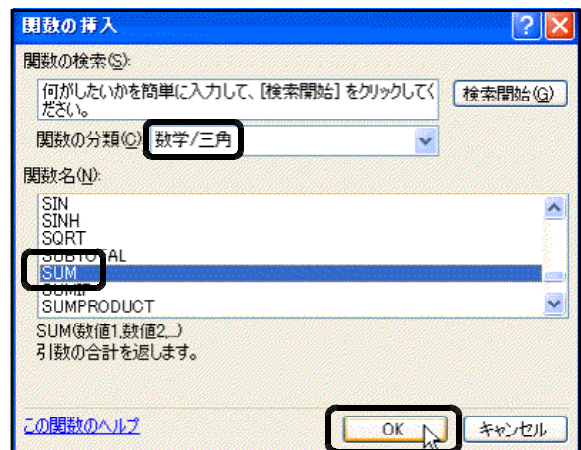 関数の挿入
関数の検索(S):
何がしたいかを簡単に入力して、[検索開始] をクリックしてく
ださい。
検索開始(G)
関数の分類(C)
数学/三角
関数名(N):
SIN
SINH
SQRT
SUBTOTAL
SUM
SUMIF
SUMPRODUCT
SUM(数値1,数値2,...)
引数の合計を返します。
この関数のヘルプ
OK
キャンセル